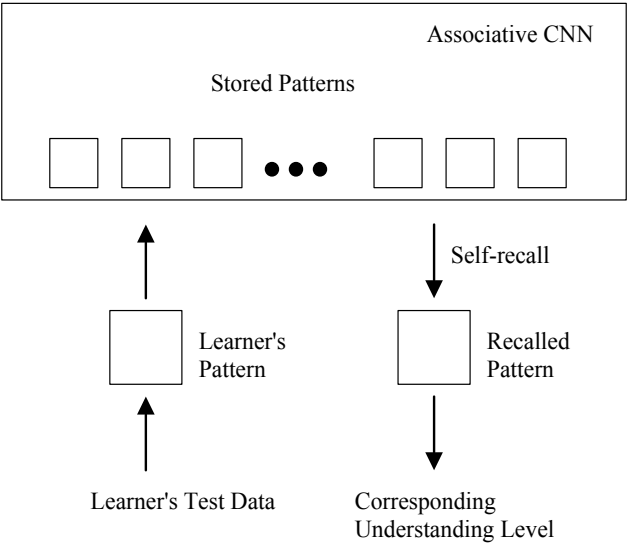 Associative CNN
Stored Patterns
Self-recall
Learner's
Pattern
Recalled
Pattern
Learner's Test Data
Corresponding
Understanding Level